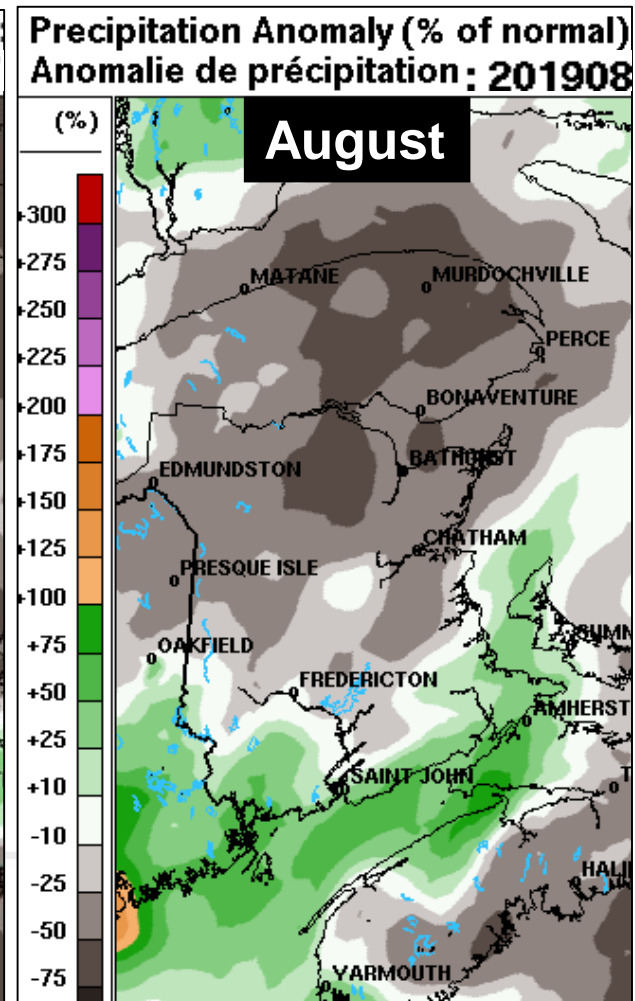 Precipitation Anomaly (% of normal)
Anomalie de précipitation : 201908
(%)
August
+300
+275
+250
+225
+200
+175
+150
+125
+100
+75
+50
+25
+10
-10
-25
-50
-75
MATANE
MURDOCHVILLE
PERCE
BONAVENTURE
BATHURST
EDMUNDSTON
CHATHAM
PRESQUE ISLE
OAKFIELD
SUMM
FREDERICTON
AMHERST
SAINT JOHN
T
HALI
YARMOUTH